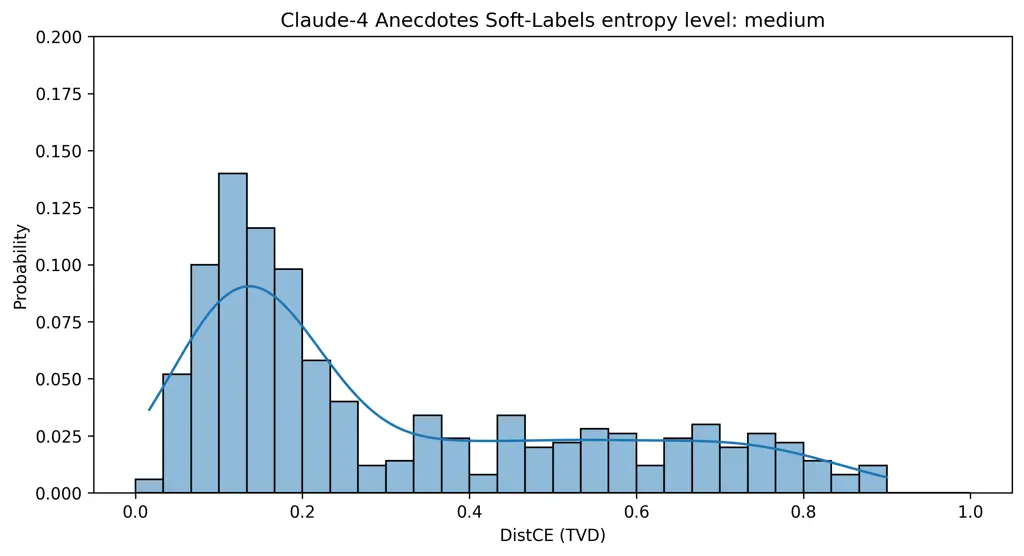 Claude-4 Anecdotes Soft-Labels entropy level: medium
0.200
0.175
0.150
0.125
0.100
0.075
0.050
0.025
0.000
Probability
0.0 0.2 0.4 0.6 0.8 1.0
DistCE (TVD)